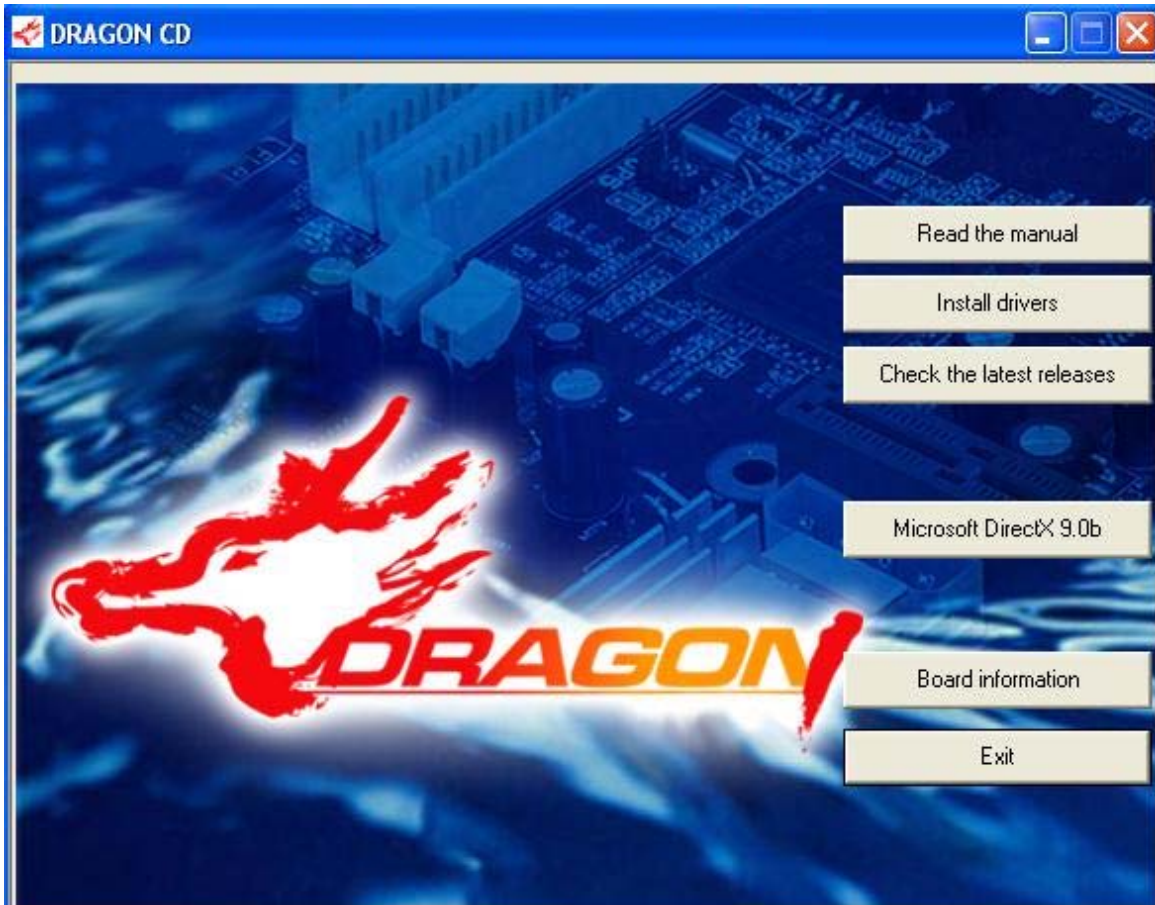 DRAGON CD
Read the manual
Install drivers
Check the latest releases
Microsoft DirectX 9.0b
DRAGON
Board information
Exit